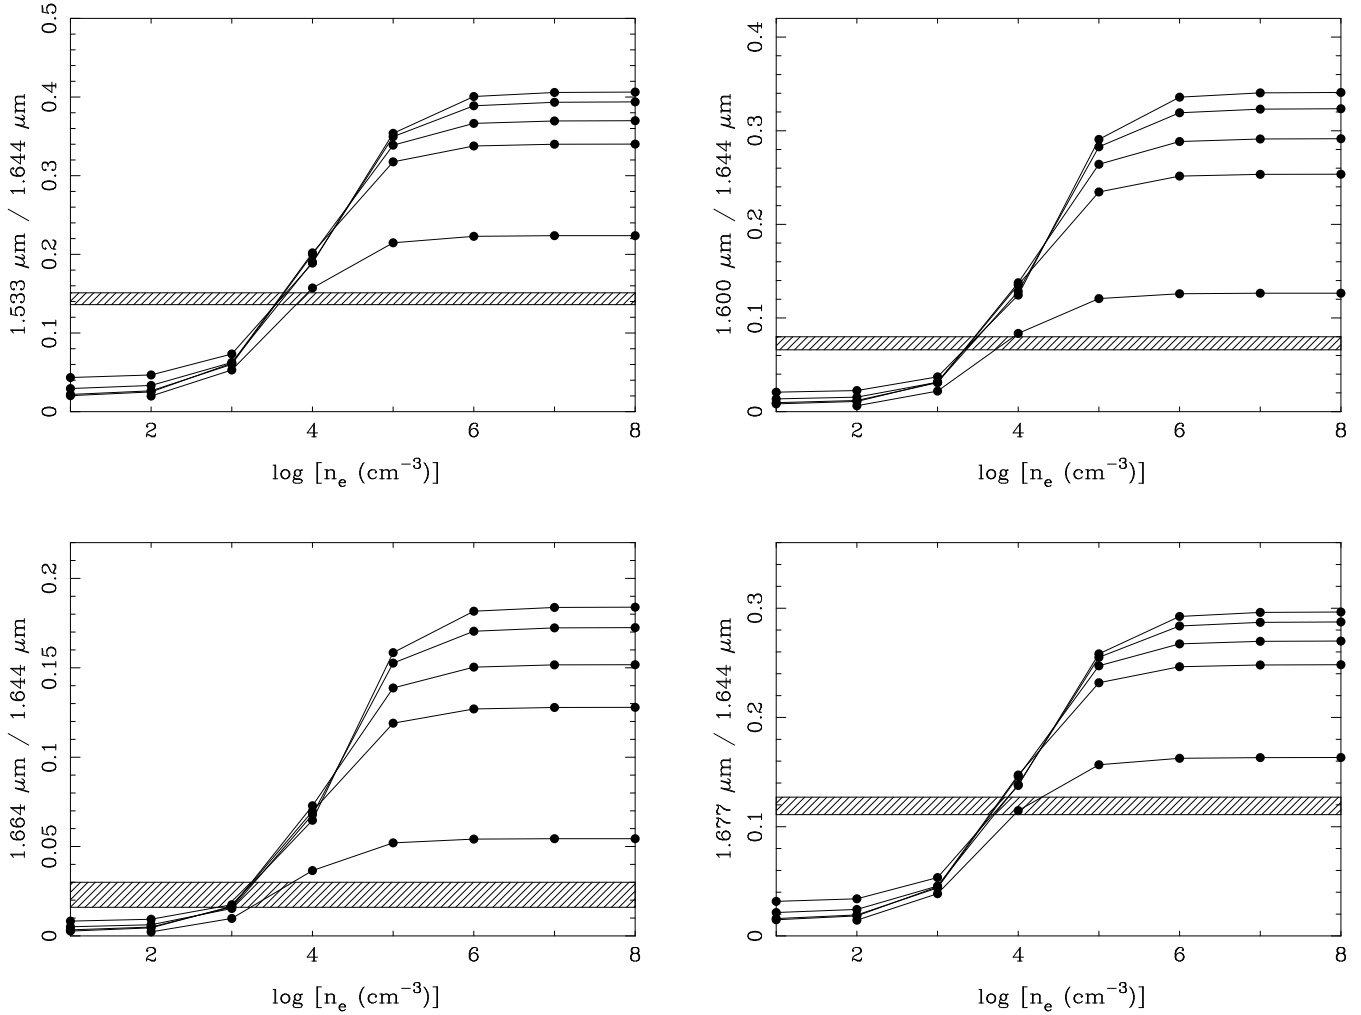 1.533 μm / 1.644 μm
0 0.1 0.2 0.3 0.4 0.5
2 4 6 8
log [n_e (cm⁻³)]
1.600 μm / 1.644 μm
0 0.1 0.2 0.3 0.4
2 4 6 8
log [n_e (cm⁻³)]
1.664 μm / 1.644 μm
0 0.05 0.1 0.15 0.2
2 4 6 8
log [n_e (cm⁻³)]
1.677 μm / 1.644 μm
0 0.1 0.2 0.3
2 4 6 8
log [n_e (cm⁻³)]